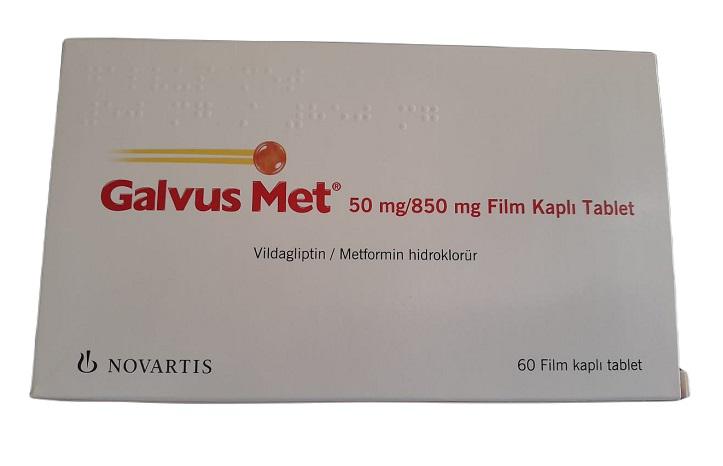 Galvus Met® 50 mg/850 mg Film Kaplı Tablet
Vildagliptin / Metformin hidroklorür
NOVARTIS
60 Film kaplı tablet